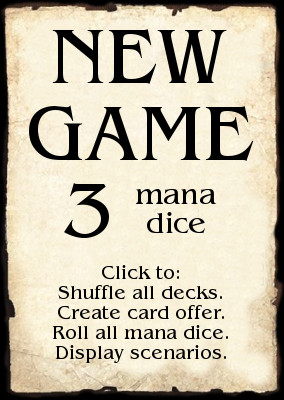 NEW
GAME
3 mana
dice
Click to:
Shuffle all decks.
Create card offer.
Roll all mana dice.
Display scenarios.